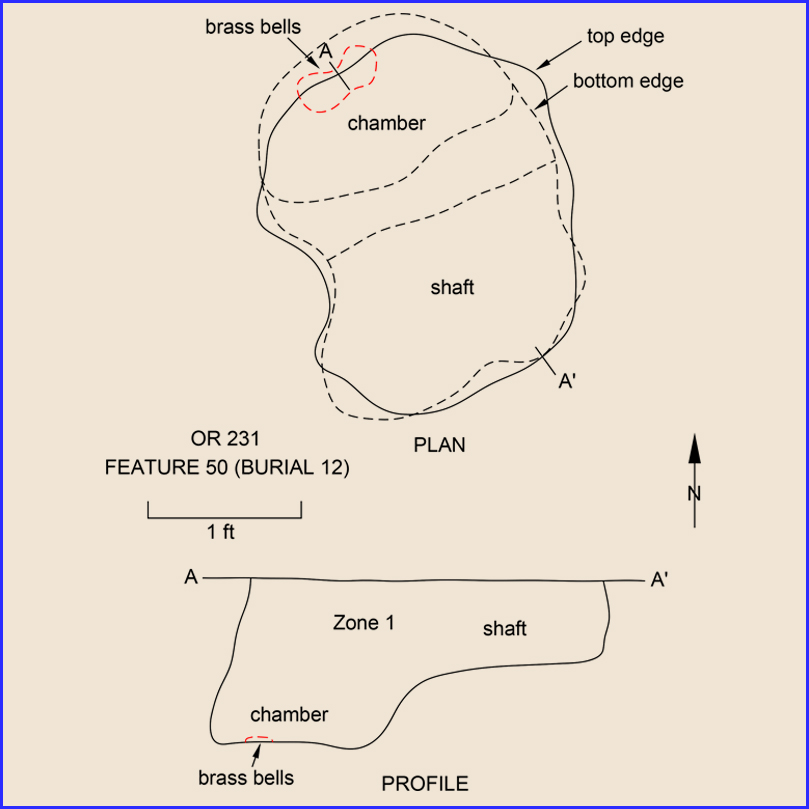 brass bells
A
top edge
bottom edge
chamber
shaft
A'
PLAN
OR 231
FEATURE 50 (BURIAL 12)
1 ft
N
A
A'
Zone 1
shaft
chamber
brass bells
PROFILE